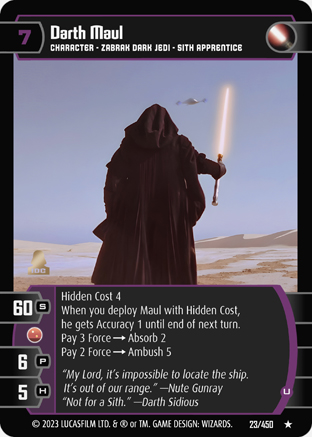 7
Darth Maul
CHARACTER - ZABRAK DARK JEDI - SITH APPRENTICE
60 S
6 P
5 H
Hidden Cost 4
When you deploy Maul with Hidden Cost,
he gets Accuracy 1 until end of next turn.
Pay 3 Force → Absorb 2
Pay 2 Force → Ambush 5
“My Lord, it’s impossible to locate the ship.
It’s out of our range.” —Nute Gunray
“Not for a Sith.” —Darth Sidious
U
© 2023 LUCASFILM LTD. & ® or TM. GAME DESIGN: WIZARDS.
23/450